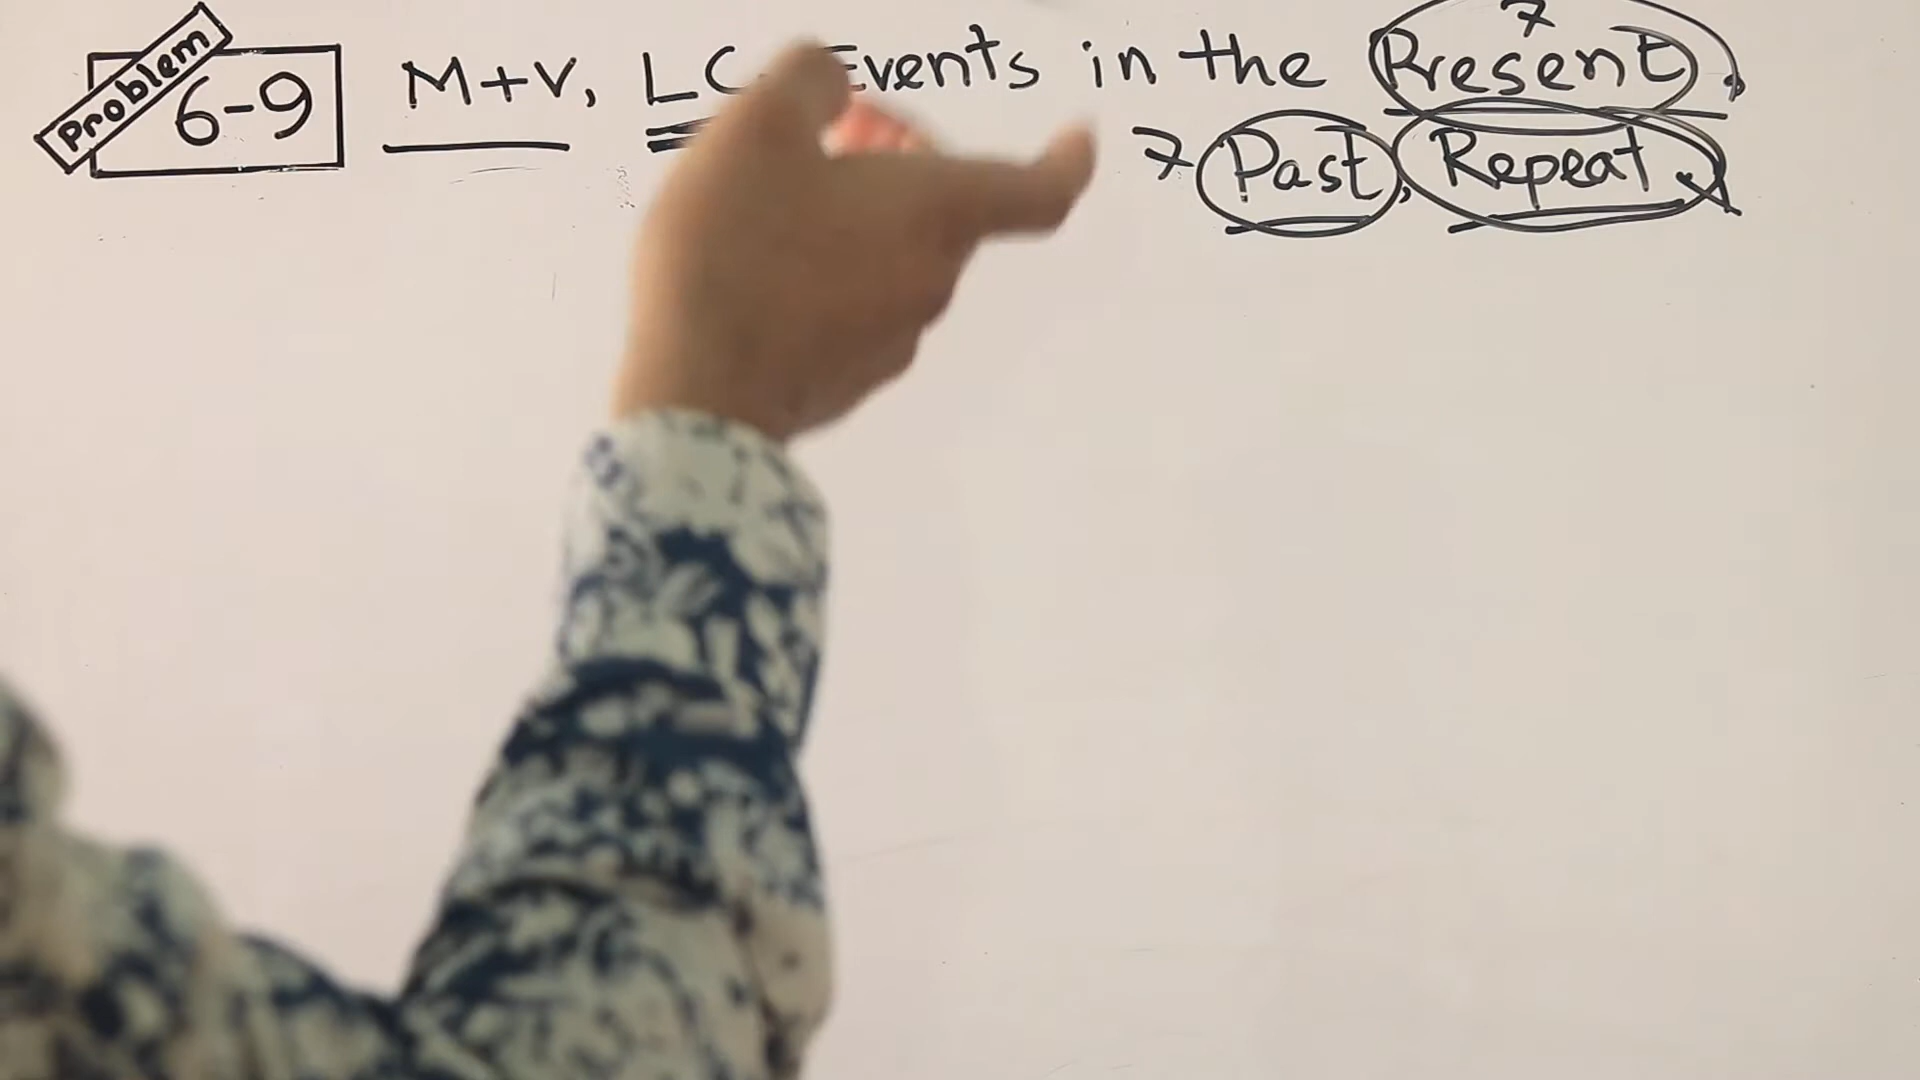 Problem
6-9
M+V, LC Events in the Present.
7
7 Past, Repeat.